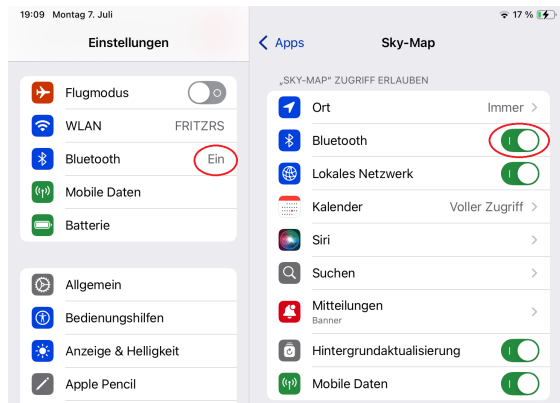 19:09 Montag 7. Juli
17 %
Einstellungen
Flugmodus
WLAN FRITZRS
Bluetooth Ein
Mobile Daten
Batterie
Allgemein
Bedienungshilfen
Anzeige & Helligkeit
Apple Pencil
Apps
Sky-Map
„SKY-MAP“ ZUGRIFF ERLAUBEN
Ort Immer
Bluetooth
Lokales Netzwerk
Kalender Voller Zugriff
Siri
Suchen
Mitteilungen
Banner
Hintergrundaktualisierung
Mobile Daten